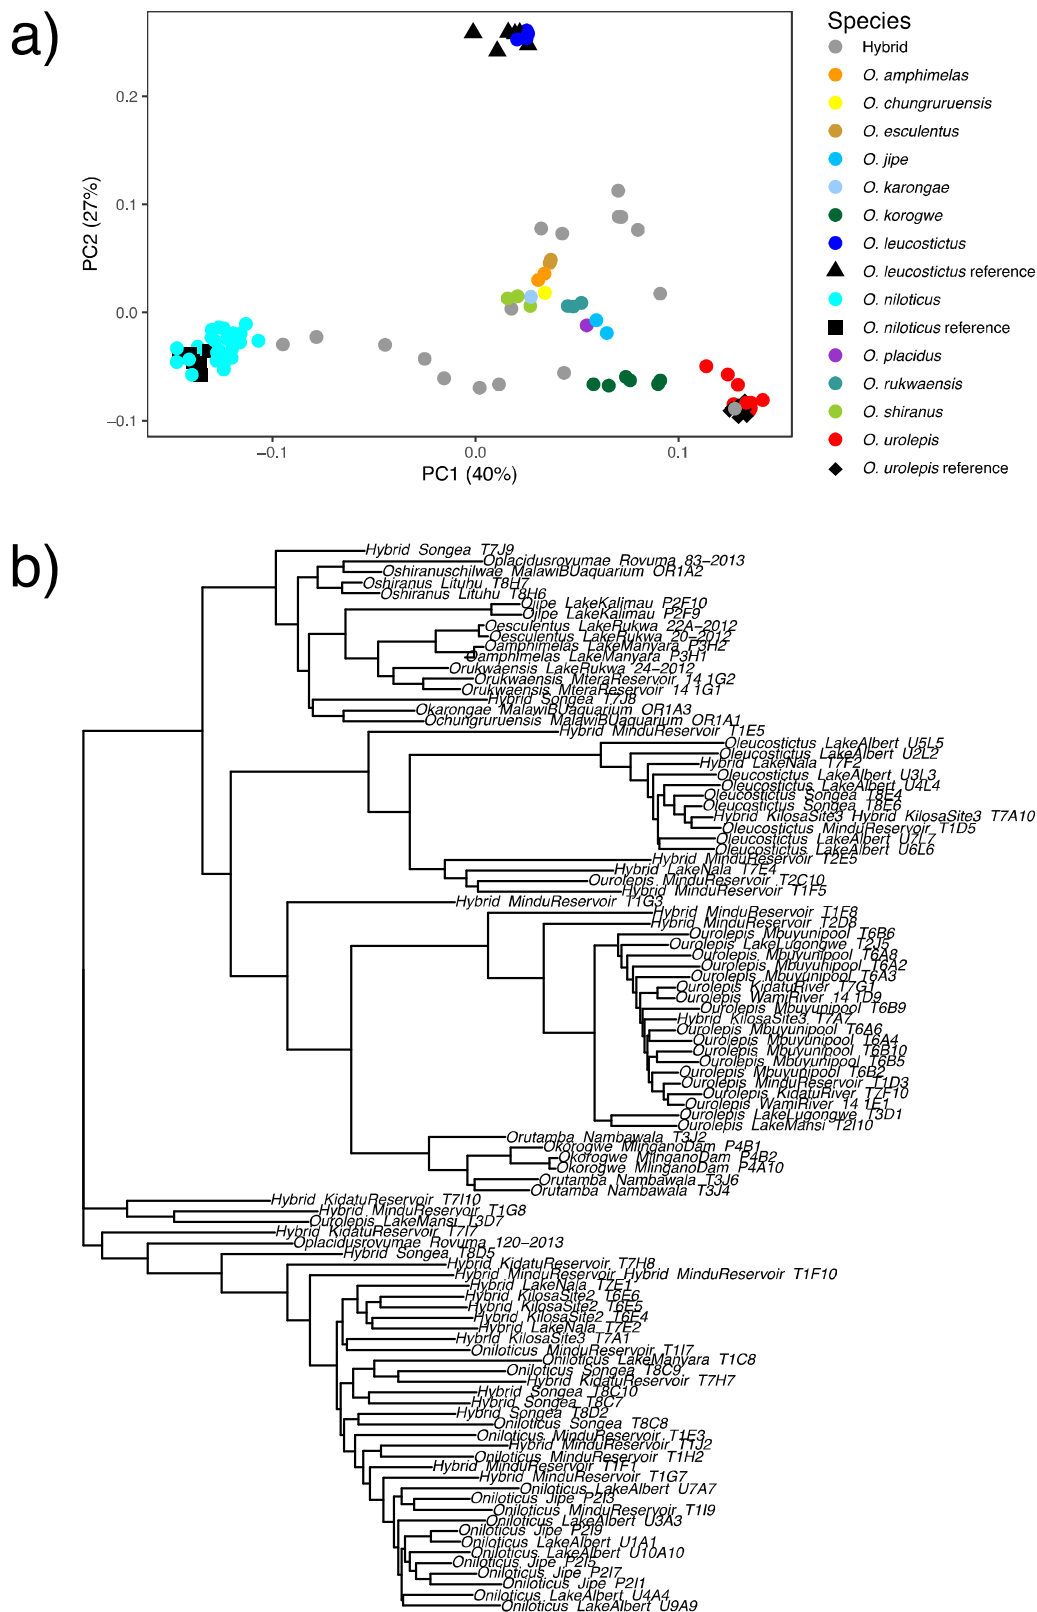 a)
Species
Hybrid
O. amphimelas
O. chungruruensis
O. esculentus
O. jipe
O. karongae
O. korogwe
O. leucostictus
O. leucostictus reference
O. niloticus
O. niloticus reference
O. placidus
O. rukwaensis
O. shiranus
O. urolepis
O. urolepis reference
0.2
0.1
0.0
−0.1
PC2 (27%)
−0.1
0.0
0.1
PC1 (40%)
b)
Hybrid Songea T7J9
Oplacidusrovumae Rovuma 83−2013
Oshiranuschilwae MalawiBUaquarium OR1A2
Oshiranus Lituhu T8H7
Oshiranus Lituhu T8H6
Ojipe LakeKalimau P2F10
Ojipe LakeKalimau P2F9
Oesculentus LakeRukwa 22A−2012
Oesculentus LakeRukwa 20−2012
Oamphimelas LakeManyara P3H2
Oamphimelas LakeManyara P3H1
Orukwaensis LakeRukwa 24−2012
Orukwaensis MteraReservoir 14 1G2
Orukwaensis MteraReservoir 14 1G1
Hybrid Songea T7J8
Okarongae MalawiBUaquarium OR1A3
Ochungruruensis MalawiBUaquarium OR1A1
Hybrid MinduReservoir T1E5
Oleucostictus LakeAlbert U5L5
Oleucostictus LakeAlbert U2L2
Hybrid LakeNala T7F2
Oleucostictus LakeAlbert U3L3
Oleucostictus LakeAlbert U4L4
Oleucostictus Songea T8E4
Oleucostictus Songea T8E6
Hybrid KilosaSite3 Hybrid KilosaSite3 T7A10
Oleucostictus MinduReservoir T1D5
Oleucostictus LakeAlbert U7L7
Oleucostictus LakeAlbert U6L6
Hybrid MinduReservoir T2E5
Hybrid LakeNala T7E4
Ourolepis MinduReservoir T2C10
Hybrid MinduReservoir T1F5
Hybrid MinduReservoir T1G3
Hybrid MinduReservoir T1F8
Hybrid MinduReservoir T2D8
Ourolepis Mbuyunipool T6B6
Ourolepis LakeLugongwe T2J5
Ourolepis Mbuyunipool T6A8
Ourolepis Mbuyunipool T6A2
Ourolepis Mbuyunipool T6A3
Ourolepis KidatuRiver T7G1
Ourolepis WamiRiver 14 1D9
Ourolepis Mbuyunipool T6B9
Hybrid KilosaSite3 T7A7
Ourolepis Mbuyunipool T6A6
Ourolepis Mbuyunipool T6A4
Ourolepis Mbuyunipool T6B10
Ourolepis Mbuyunipool T6B5
Ourolepis Mbuyunipool T6B2
Ourolepis MinduReservoir T1D3
Ourolepis KidatuRiver T7F10
Ourolepis WamiRiver 14 1E1
Ourolepis LakeLugongwe T3D1
Ourolepis LakeMansi T2I10
Orutamba Nambawala T3J2
Okorogwe MlinganoDam P4B1
Okorogwe MlinganoDam P4B2
Okorogwe MlinganoDam P4A10
Orutamba Nambawala T3J6
Orutamba Nambawala T3J4
Hybrid KidatuReservoir T7I10
Hybrid MinduReservoir T1G8
Ourolepis LakeMansi T3D7
Hybrid KidatuReservoir T7I7
Oplacidusrovumae Rovuma 120−2013
Hybrid Songea T8D5
Hybrid KidatuReservoir T7H8
Hybrid MinduReservoir Hybrid MinduReservoir T1F10
Hybrid LakeNala T7E1
Hybrid KilosaSite2 T6E6
Hybrid KilosaSite2 T6E5
Hybrid KilosaSite2 T6E4
Hybrid LakeNala T7E2
Hybrid KilosaSite3 T7A1
Oniloticus MinduReservoir T1I7
Oniloticus LakeManyara T1C8
Oniloticus Songea T8C9
Hybrid KidatuReservoir T7H7
Hybrid Songea T8C10
Hybrid Songea T8C7
Hybrid Songea T8D2
Oniloticus Songea T8C8
Oniloticus MinduReservoir T1E3
Hybrid MinduReservoir T1J2
Oniloticus MinduReservoir T1H2
Hybrid MinduReservoir T1F1
Hybrid MinduReservoir T1G7
Oniloticus LakeAlbert U7A7
Oniloticus Jipe P2I3
Oniloticus MinduReservoir T1I9
Oniloticus LakeAlbert U3A3
Oniloticus Jipe P2I9
Oniloticus LakeAlbert U1A1
Oniloticus LakeAlbert U10A10
Oniloticus Jipe P2I5
Oniloticus Jipe P2I7
Oniloticus Jipe P2I1
Oniloticus LakeAlbert U4A4
Oniloticus LakeAlbert U9A9